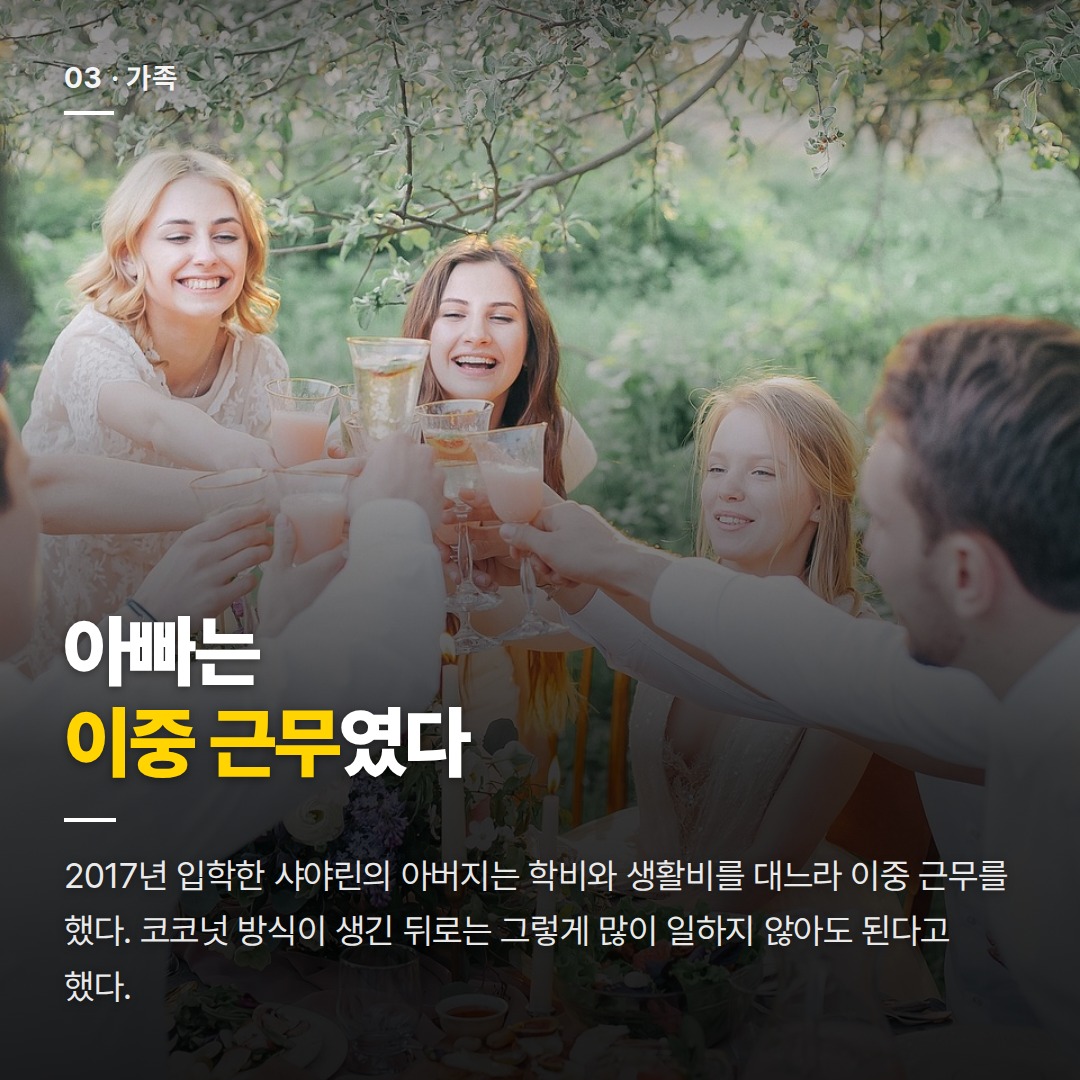 03 · 가족
아빠는
이중 근무였다
2017년 입학한 샤야린의 아버지는 학비와 생활비를 대느라 이중 근무를
했다. 코코넛 방식이 생긴 뒤로는 그렇게 많이 일하지 않아도 된다고
했다.